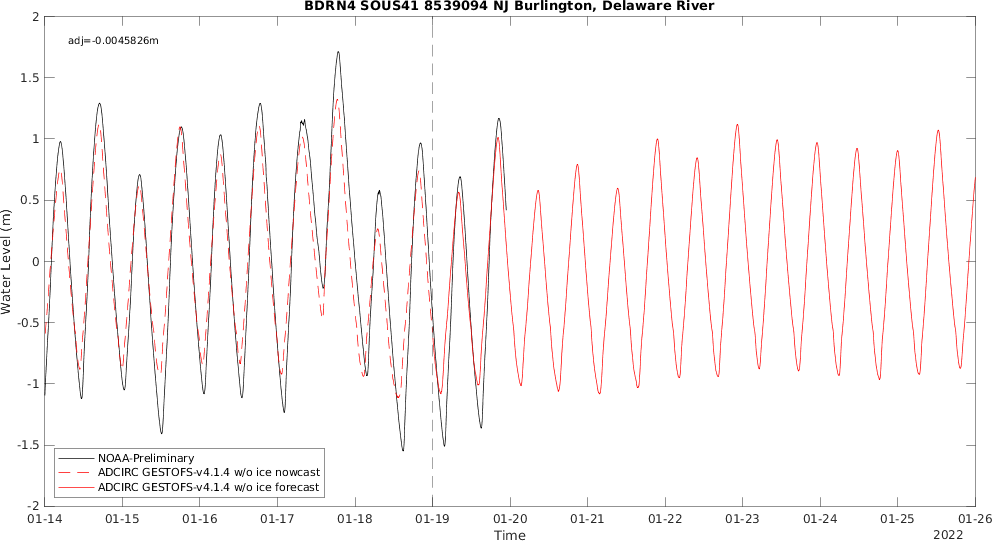 BDRN4 SOUS41 8539094 NJ Burlington, Delaware River
adj=-0.0045826m
2
1.5
1
0.5
0
-0.5
-1
-1.5
-2
Water Level (m)
NOAA-Preliminary
ADCIRC GESTOFS-v4.1.4 w/o ice nowcast
ADCIRC GESTOFS-v4.1.4 w/o ice forecast
01-14 01-15 01-16 01-17 01-18 01-19 01-20 01-21 01-22 01-23 01-24 01-25 01-26
Time
2022